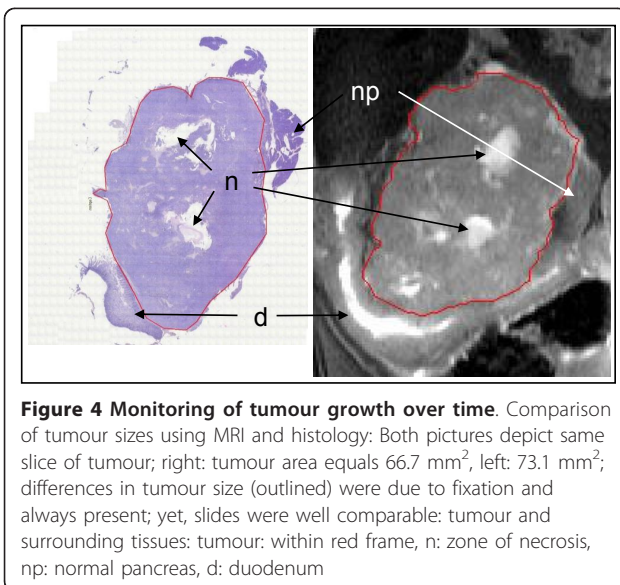 np
n
d
Figure 4 Monitoring of tumour growth over time. Comparison
of tumour sizes using MRI and histology: Both pictures depict same
slice of tumour; right: tumour area equals 66.7 mm², left: 73.1 mm²;
differences in tumour size (outlined) were due to fixation and
always present; yet, slides were well comparable: tumour and
surrounding tissues: tumour: within red frame, n: zone of necrosis,
np: normal pancreas, d: duodenum